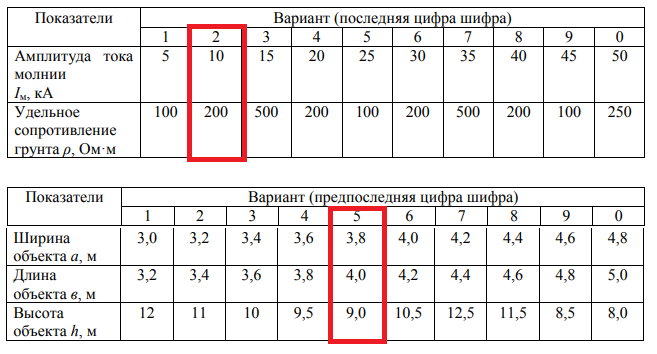 Показатели Вариант (последняя цифра шифра)
1 2 3 4 5 6 7 8 9 0
Амплитуда тока 5 10 15 20 25 30 35 40 45 50
молнии
Iм, кА
Удельное 100 200 500 200 100 200 500 200 100 250
сопротивление
грунта ρ, Ом·м
Показатели Вариант (предпоследняя цифра шифра)
1 2 3 4 5 6 7 8 9 0
Ширина 3,0 3,2 3,4 3,6 3,8 4,0 4,2 4,4 4,6 4,8
объекта а, м
Длина 3,2 3,4 3,6 3,8 4,0 4,2 4,4 4,6 4,8 5,0
объекта в, м
Высота 12 11 10 9,5 9,0 10,5 12,5 11,5 8,5 8,0
объекта h, м